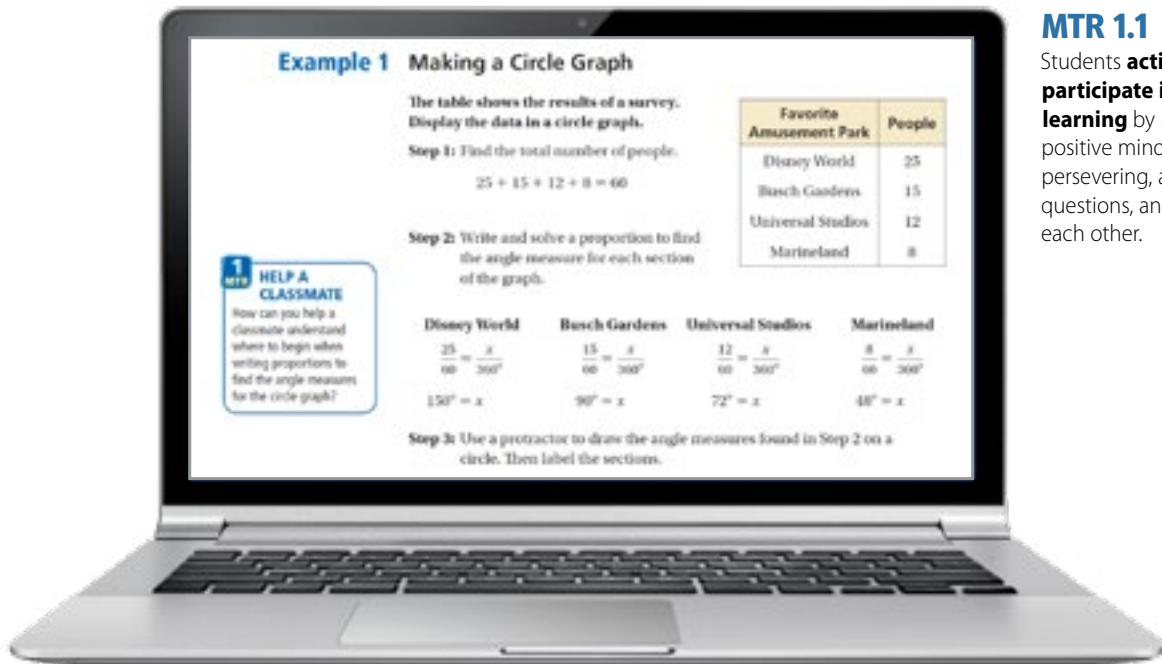 Example 1 Making a Circle Graph
The table shows the results of a survey.
Display the data in a circle graph.
Step 1: Find the total number of people.
25 + 15 + 12 + 8 = 60
Favorite
Amusement Park
People
Disney World 25
Busch Gardens 15
Universal Studios 12
Marineland 8
Step 2: Write and solve a proportion to find
the angle measure for each section
of the graph.
1
MTR
HELP A
CLASSMATE
How can you help a
classmate understand
where to begin when
writing proportions to
find the angle measures
for the circle graph?
Disney World Busch Gardens Universal Studios Marineland
25/60 = x/360° 15/60 = x/360° 12/60 = x/360° 8/60 = x/360°
150° = x 90° = x 72° = x 48° = x
Step 3: Use a protractor to draw the angle measures found in Step 2 on a
circle. Then label the sections.
MTR 1.1
Students acti
participate i
learning by
positive mind
persevering, a
questions, an
each other.